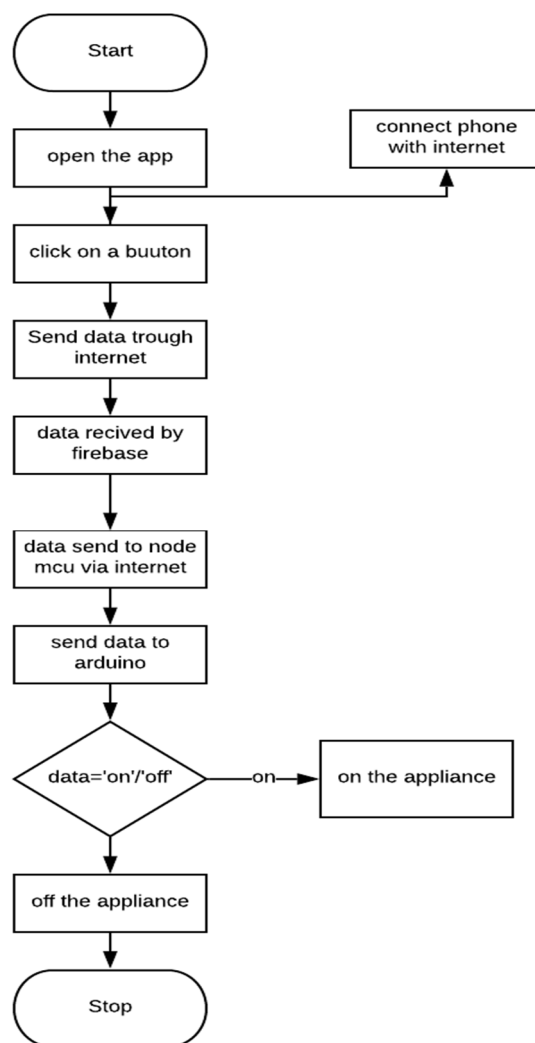 Start
open the app
connect phone
with internet
click on a buuton
Send data trough
internet
data recived by
firebase
data send to node
mcu via internet
send data to
arduino
data='on'/'off'
on
on the appliance
off the appliance
Stop